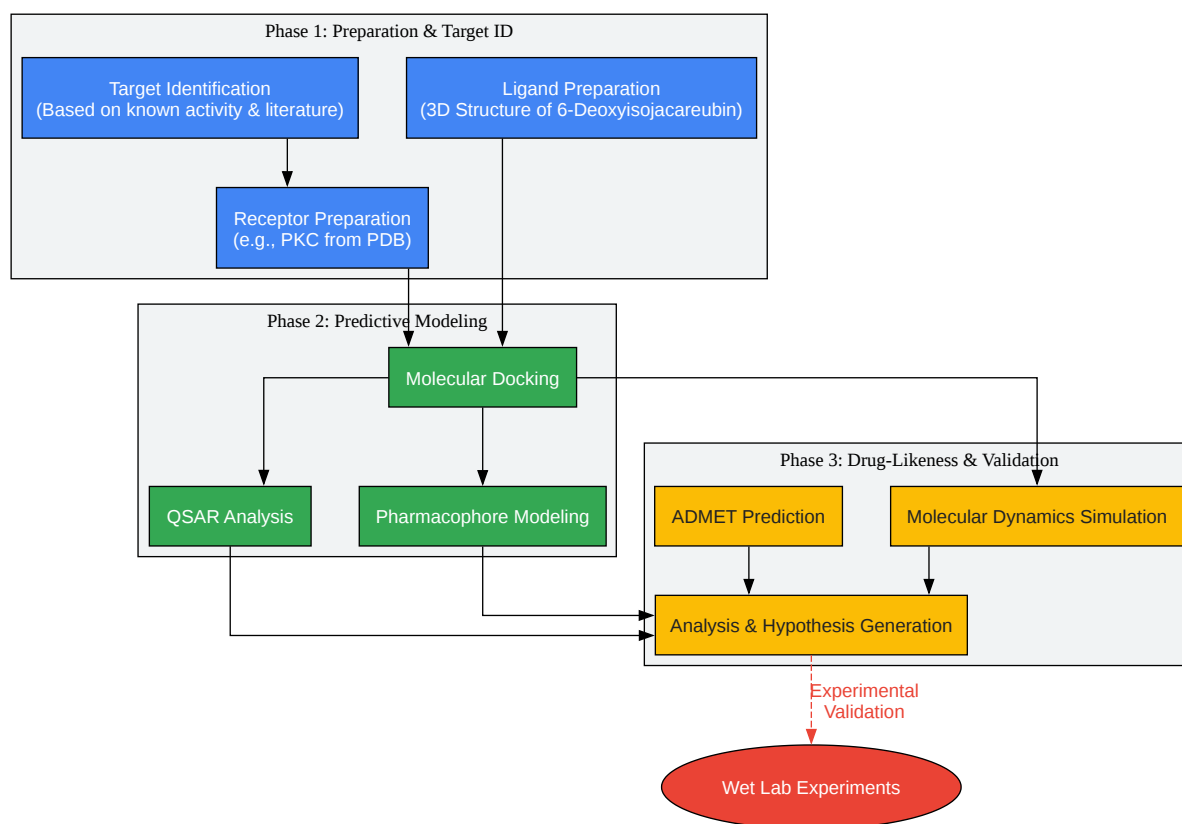 Phase 1: Preparation & Target ID
Target Identification
(Based on known activity & literature)
Ligand Preparation
(3D Structure of 6-Deoxyisojacareubin)
Receptor Preparation
(e.g., PKC from PDB)
Phase 2: Predictive Modeling
Molecular Docking
QSAR Analysis
Pharmacophore Modeling
Phase 3: Drug-Likeness & Validation
ADMET Prediction
Molecular Dynamics Simulation
Analysis & Hypothesis Generation
Experimental
Validation
Wet Lab Experiments